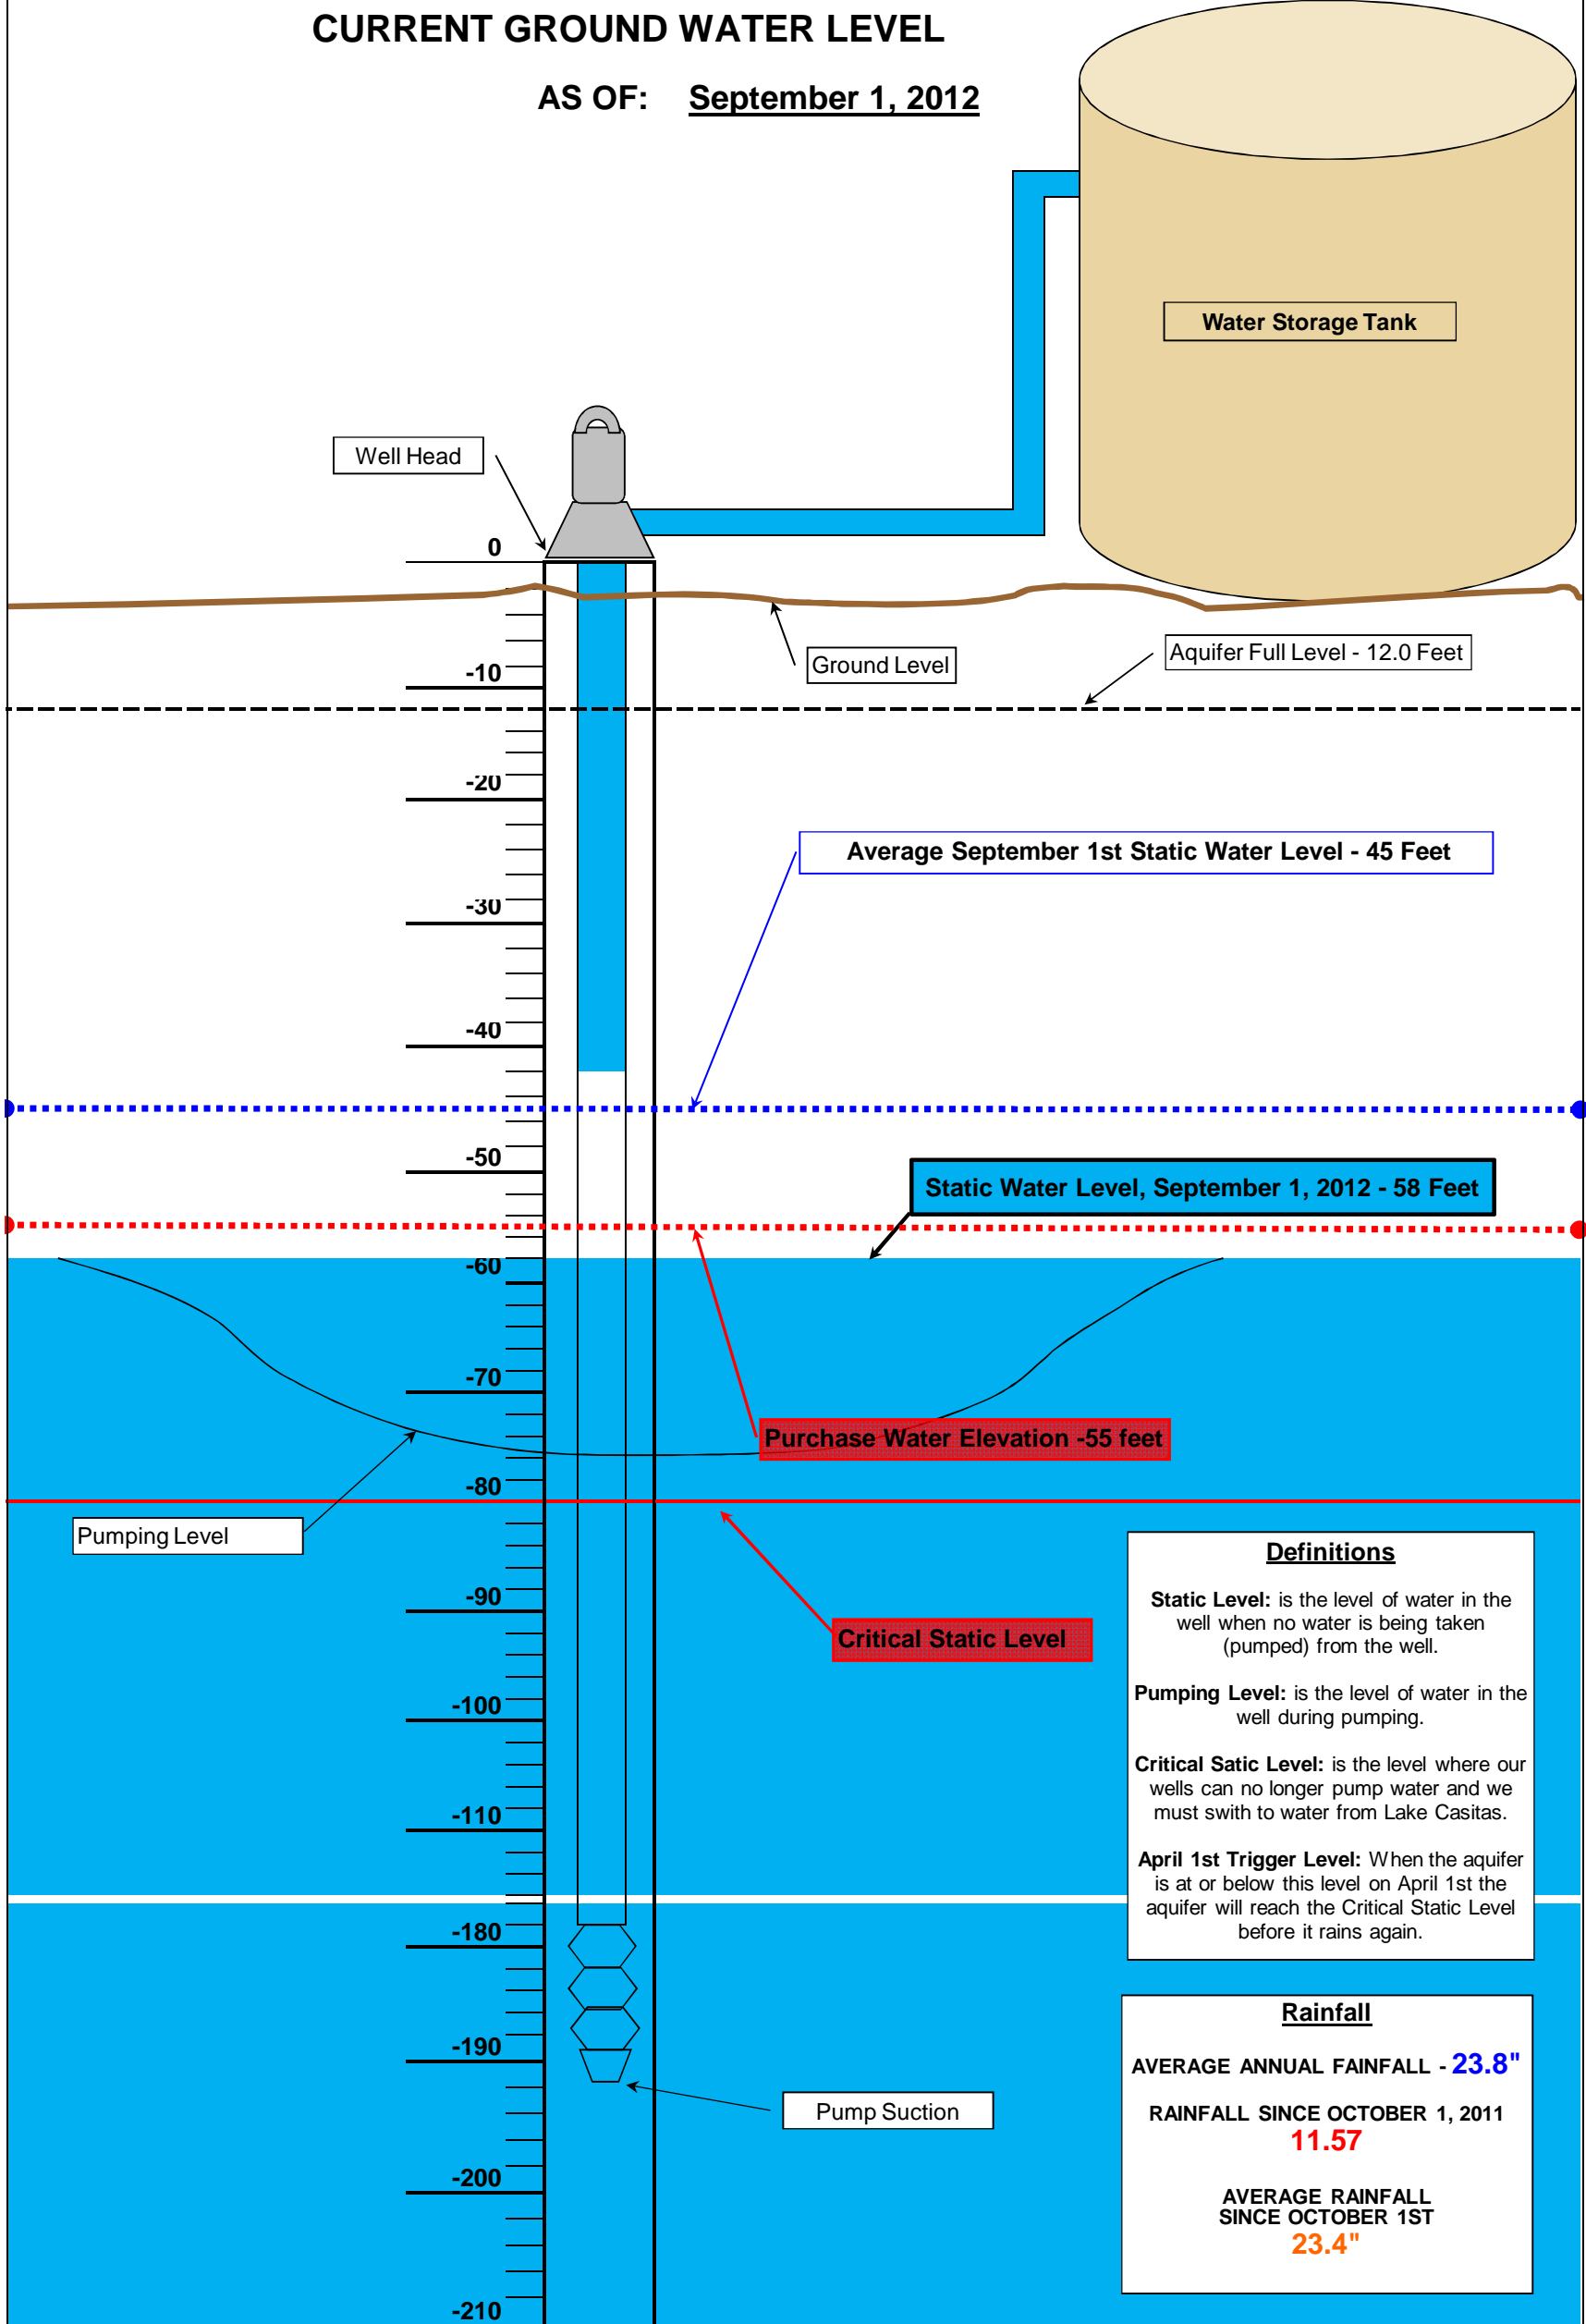 CURRENT GROUND WATER LEVEL
AS OF: September 1, 2012
Water Storage Tank
Well Head
0
Ground Level
Aquifer Full Level - 12.0 Feet
-10
-20
Average September 1st Static Water Level - 45 Feet
-30
-40
-50
Static Water Level, September 1, 2012 - 58 Feet
-60
-70
Purchase Water Elevation -55 feet
-80
Pumping Level
-90
Critical Static Level
-100
-110
-180
-190
Pump Suction
-200
-210
Definitions
Static Level: is the level of water in the
well when no water is being taken
(pumped) from the well.
Pumping Level: is the level of water in the
well during pumping.
Critical Satic Level: is the level where our
wells can no longer pump water and we
must swith to water from Lake Casitas.
April 1st Trigger Level: When the aquifer
is at or below this level on April 1st the
aquifer will reach the Critical Static Level
before it rains again.
Rainfall
AVERAGE ANNUAL FAINFALL - 23.8"
RAINFALL SINCE OCTOBER 1, 2011
11.57
AVERAGE RAINFALL
SINCE OCTOBER 1ST
23.4"